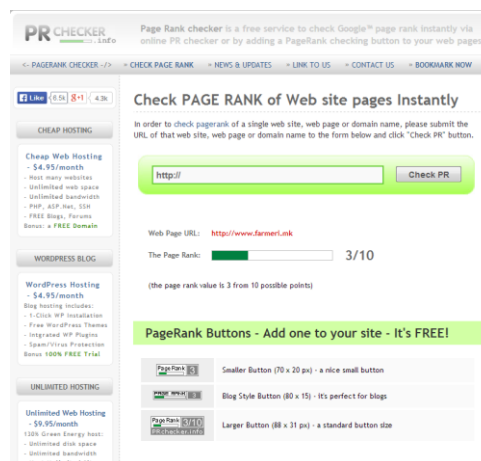 PR CHECKER
.info
Page Rank checker is a free service to check Google™ page rank instantly via
online PR checker or by adding a PageRank checking button to your web pages
<- PAGERANK CHECKER -/> » CHECK PAGE RANK » NEWS & UPDATES » LINK TO US » CONTACT US » BOOKMARK NOW
Like 6.5k g+1 4.3k
CHEAP HOSTING
Cheap Web Hosting
- $4.95/month
- Host many websites
- Unlimited web space
- Unlimited bandwidth
- PHP, ASP.Net, SSH
- FREE Blogs, Forums
Bonus: a FREE Domain
WORDPRESS BLOG
WordPress Hosting
- $4.95/month
Blog hosting includes:
- 1-Click WP Installation
- Free WordPress Themes
- Intgrated WP Plugins
- Spam/Virus Protection
Bonus 100% FREE Trial
UNLIMITED HOSTING
Unlimited Web Hosting
- $9.95/month
130% Green Energy host:
- Unlimited disk space
- Unlimited bandwidth
Check PAGE RANK of Web site pages Instantly
In order to check pagerank of a single web site, web page or domain name, please submit the
URL of that web site, web page or domain name to the form below and click "Check PR" button.
http:// Check PR
Web Page URL: http://www.farmeri.mk
The Page Rank: 3/10
(the page rank value is 3 from 10 possible points)
PageRank Buttons - Add one to your site - It's FREE!
Page Rank 3 Smaller Button (70 x 20 px) - a nice small button
PAGE RANK 3 Blog Style Button (80 x 15) - it's perfect for blogs
Page Rank 3/10
PRchecker.info
Larger Button (88 x 31 px) - a standard button size